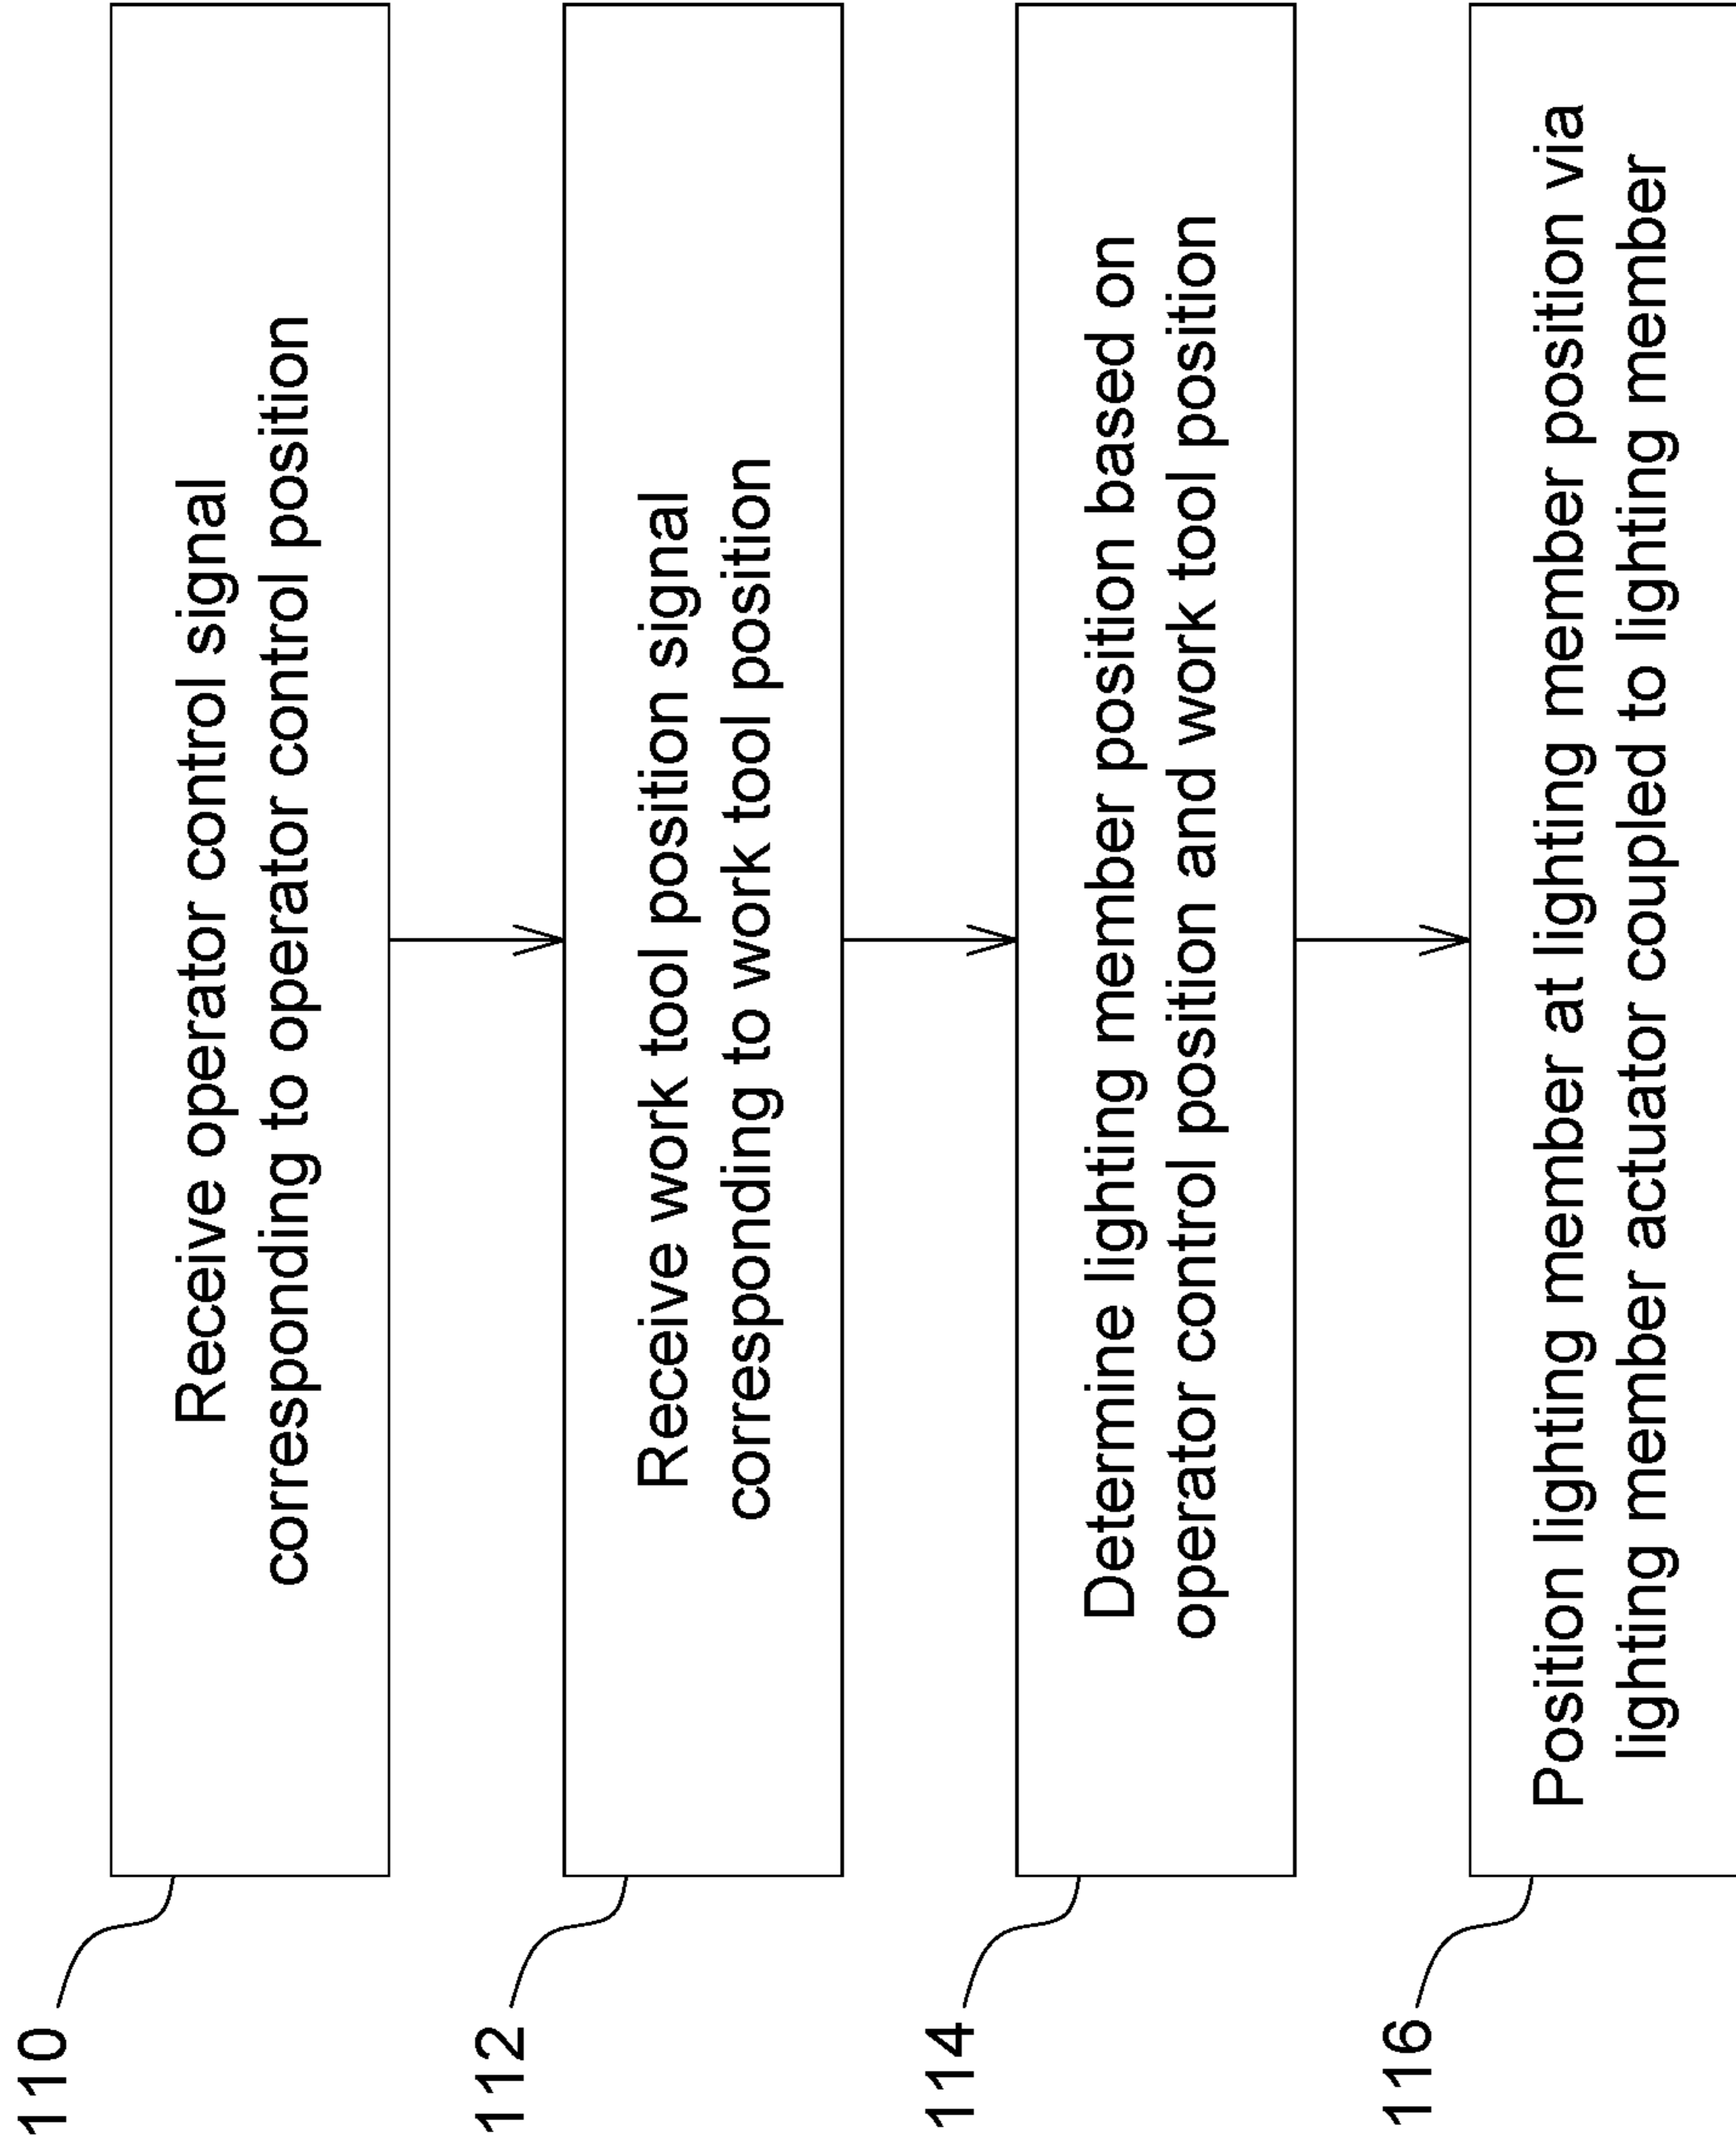 110
Receive operator control signal
corresponding to operator control position
112
Receive work tool position signal
corresponding to work tool position
114
Determine lighting member position based on
operator control position and work tool position
116
Position lighting member at lighting member position via
lighting member actuator coupled to lighting member